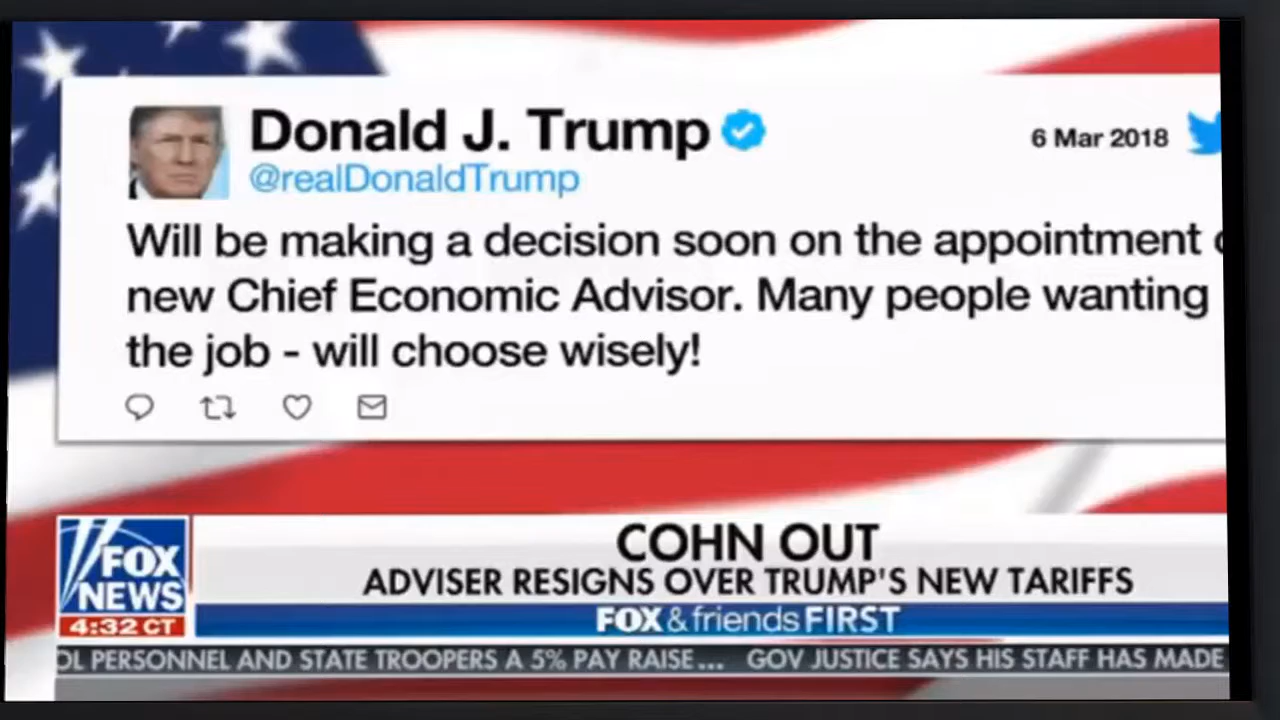 Donald J. Trump
6 Mar 2018
@realDonaldTrump
Will be making a decision soon on the appointment
new Chief Economic Advisor. Many people wanting
the job - will choose wisely!
COHN OUT
FOX NEWS
ADVISER RESIGNS OVER TRUMP'S NEW TARIFFS
4:32 CT
FOX & friends FIRST
PERSONNEL AND STATE TROOPERS A 5% PAY RAISE... GOV JUSTICE SAYS HIS STAFF HAS MADE